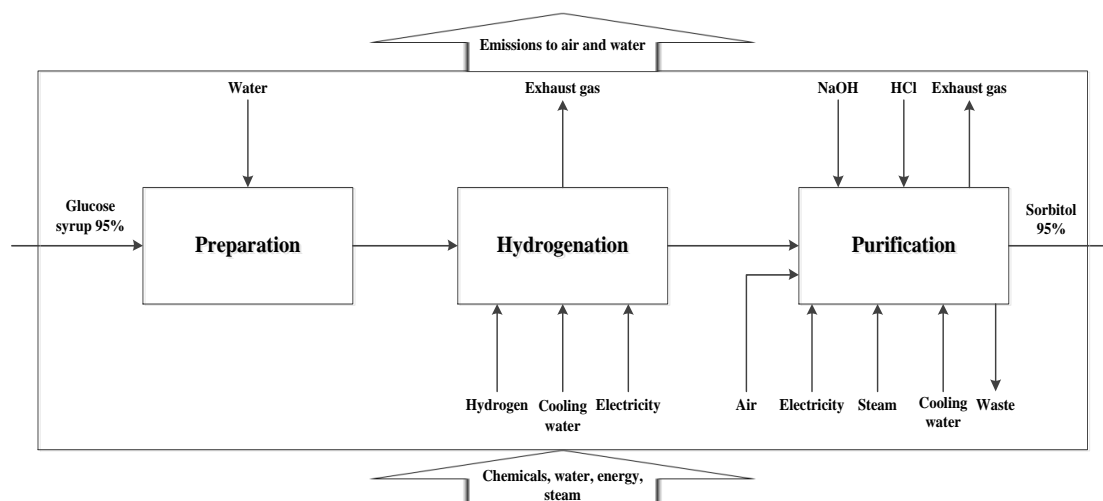 Emissions to air and water
Water
Exhaust gas
NaOH
HCl
Exhaust gas
Glucose
syrup 95%
Preparation
Hydrogenation
Purification
Sorbitol
95%
Hydrogen
Cooling
water
Electricity
Air
Electricity
Steam
Cooling
water
Waste
Chemicals, water, energy,
steam